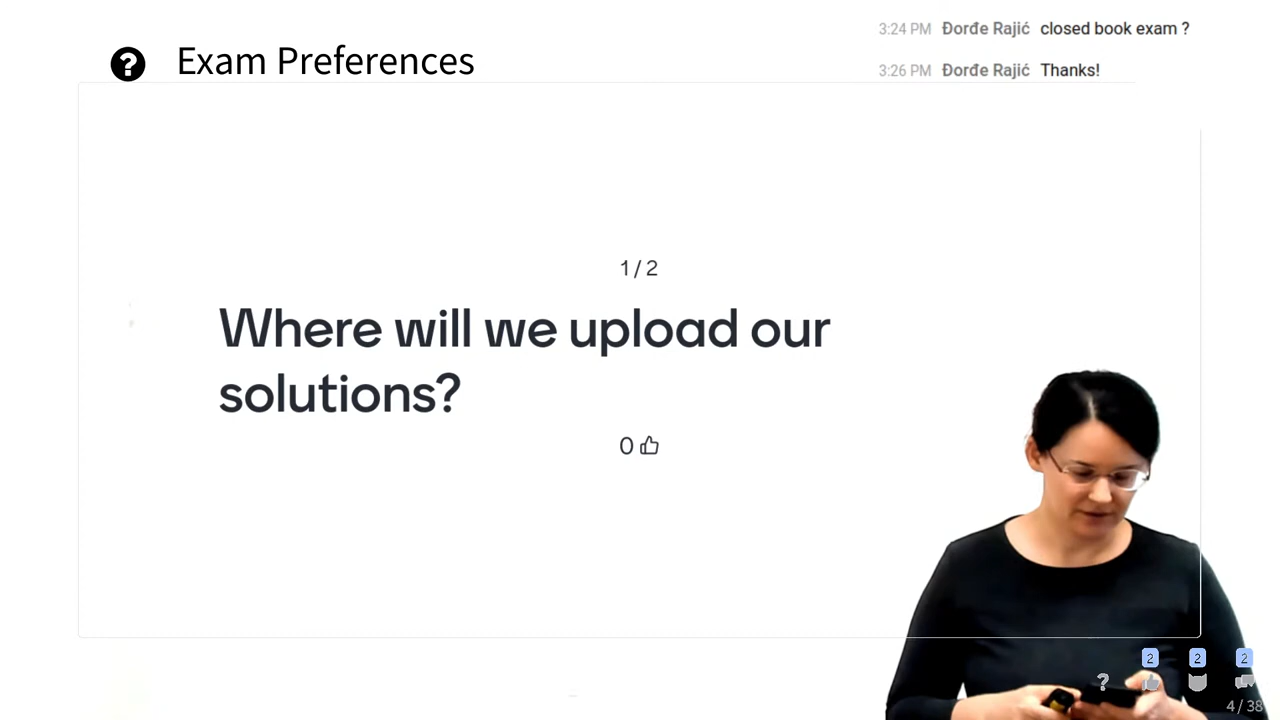 3:24 PM Đorđe Rajić closed book exam ?
? Exam Preferences
3:26 PM Đorđe Rajić Thanks!
1 / 2
Where will we upload our
solutions?
0
2 2 2
?
4 / 38